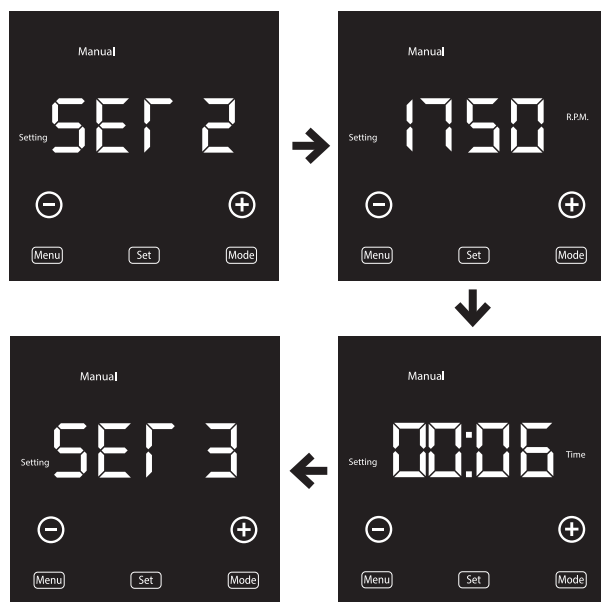 Manual
Setting SET 2
Menu Set Mode
Manual
Setting 1750 R.P.M.
Menu Set Mode
Manual
Setting 00:06 Time
Menu Set Mode
Manual
Setting SET 3
Menu Set Mode